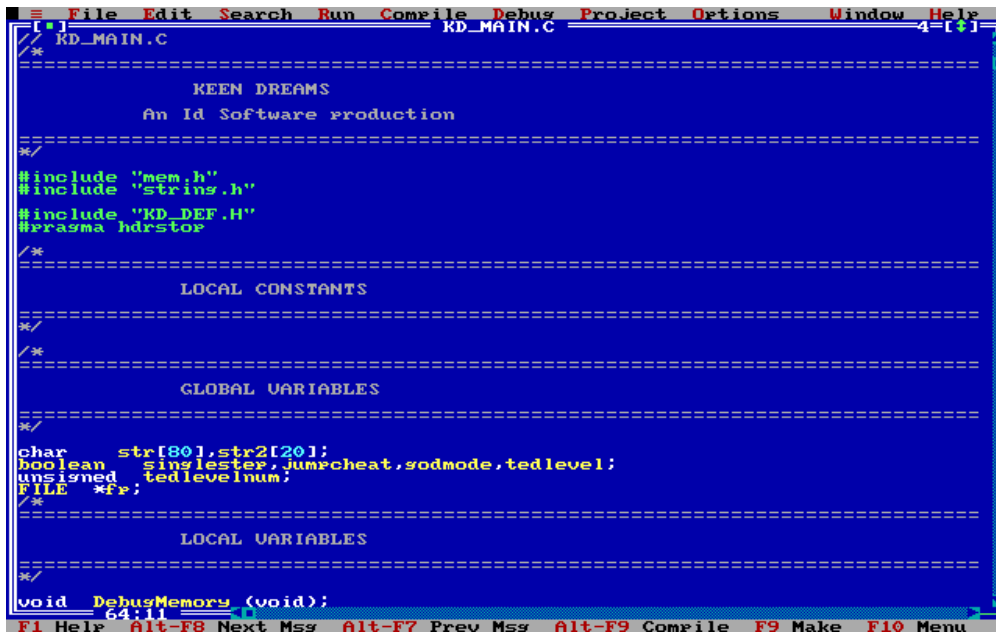 ≡ File Edit Search Run Compile Debug Project Options Window Help
[■] KD_MAIN.C 4=[↕]
// KD_MAIN.C
/*
=============================================================================
KEEN DREAMS
An Id Software production
=============================================================================
*/
#include "mem.h"
#include "string.h"
#include "KD_DEF.H"
#pragma hdrstop
/*
=============================================================================
LOCAL CONSTANTS
=============================================================================
*/
/*
=============================================================================
GLOBAL VARIABLES
=============================================================================
*/
char str[80],str2[20];
boolean singlestep,jumpcheat,godmode,tedlevel;
unsigned tedlevelnum;
FILE *fp;
/*
=============================================================================
LOCAL VARIABLES
=============================================================================
*/
void DebugMemory (void);
64:11
F1 Help Alt-F8 Next Msg Alt-F7 Prev Msg Alt-F9 Compile F9 Make F10 Menu